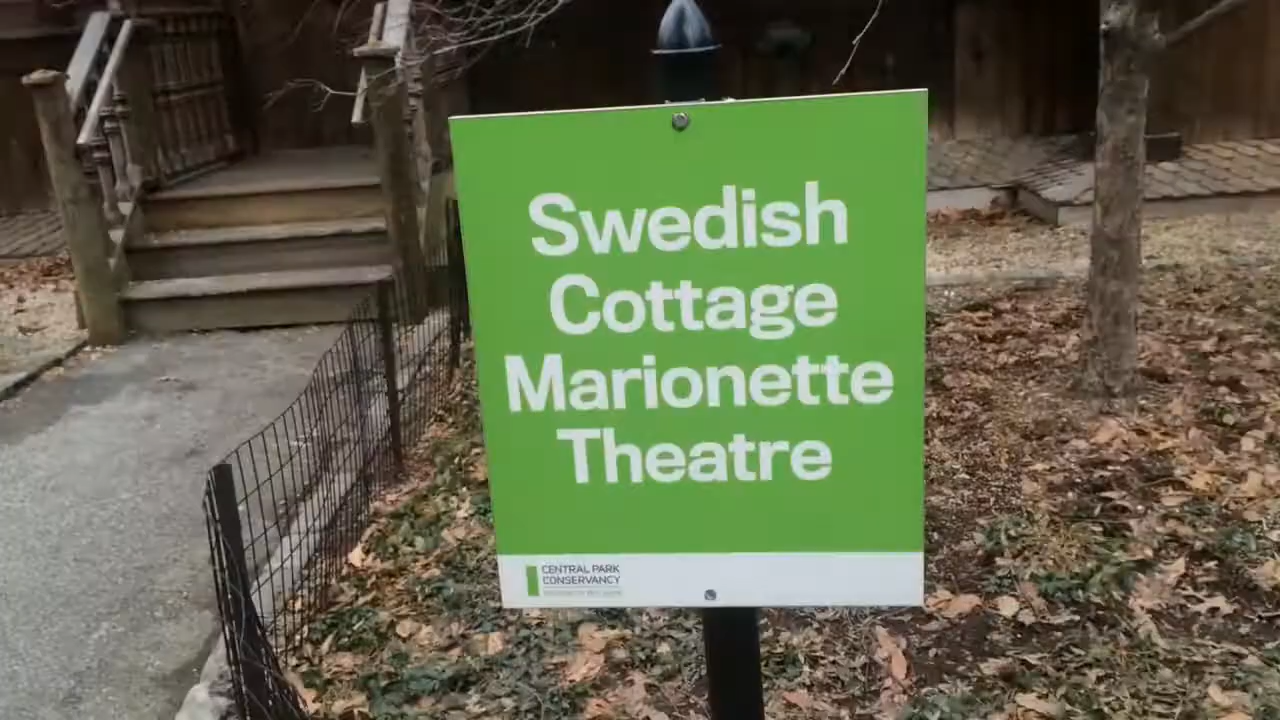 Swedish
Cottage
Marionette
Theatre
CENTRAL PARK
CONSERVANCY